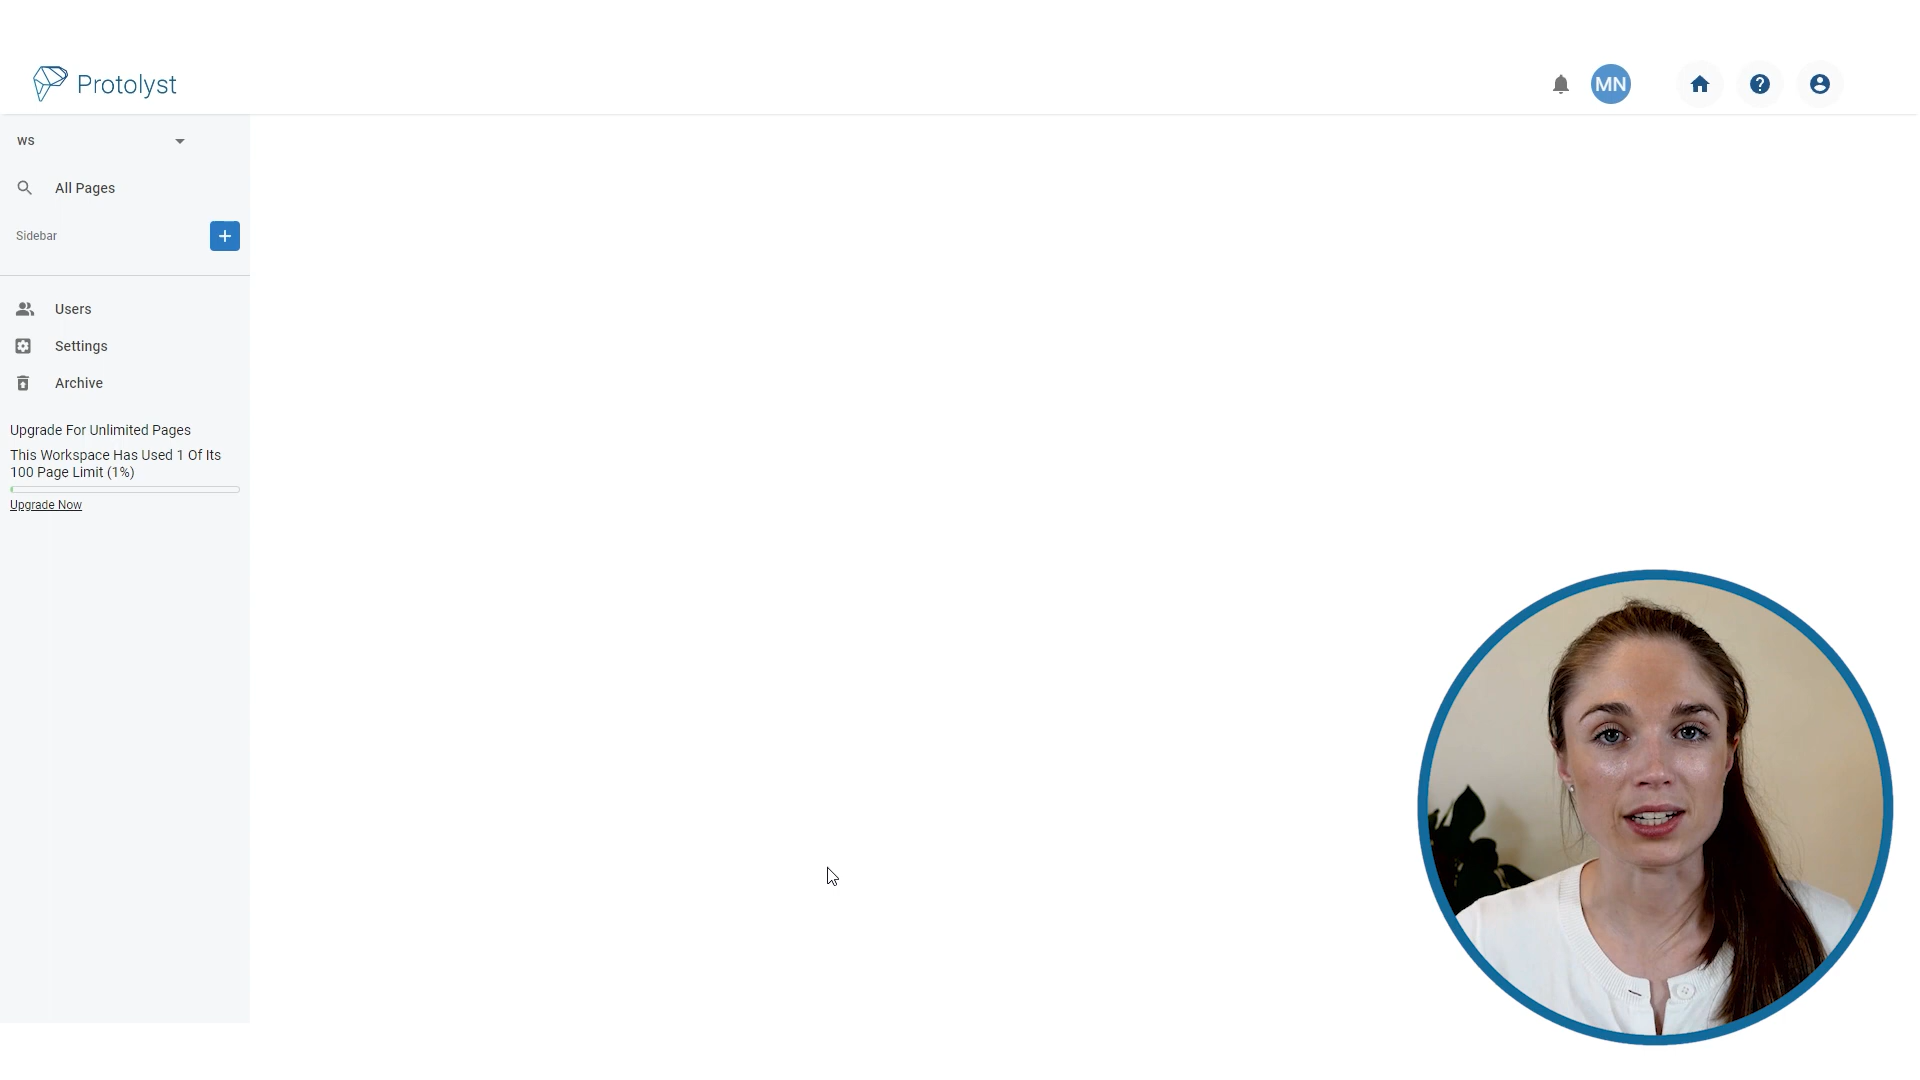 Protolyst
MN
ws
All Pages
Sidebar
Users
Settings
Archive
Upgrade For Unlimited Pages
This Workspace Has Used 1 Of Its
100 Page Limit (1%)
Upgrade Now